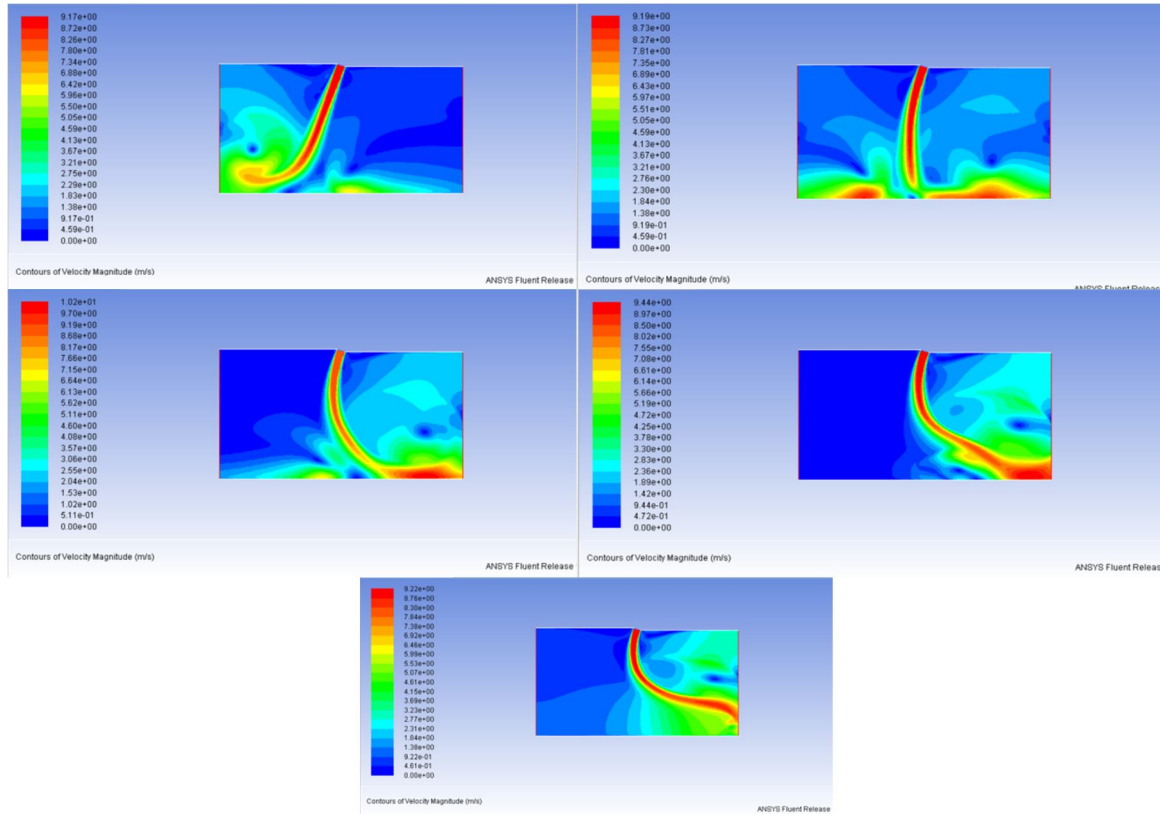 9.17e+00
8.72e+00
8.26e+00
7.80e+00
7.34e+00
6.88e+00
6.42e+00
5.96e+00
5.50e+00
5.05e+00
4.59e+00
4.13e+00
3.67e+00
3.21e+00
2.75e+00
2.29e+00
1.83e+00
1.38e+00
9.17e-01
4.59e-01
0.00e+00
Contours of Velocity Magnitude (m/s)
ANSYS Fluent Release
9.19e+00
8.73e+00
8.27e+00
7.81e+00
7.35e+00
6.89e+00
6.43e+00
5.97e+00
5.51e+00
5.05e+00
4.59e+00
4.13e+00
3.67e+00
3.21e+00
2.76e+00
2.30e+00
1.84e+00
1.38e+00
9.19e-01
4.59e-01
0.00e+00
Contours of Velocity Magnitude (m/s)
ANSYS Fluent Release
1.02e+01
9.70e+00
9.19e+00
8.68e+00
8.17e+00
7.66e+00
7.15e+00
6.64e+00
6.13e+00
5.62e+00
5.11e+00
4.60e+00
4.08e+00
3.57e+00
3.06e+00
2.55e+00
2.04e+00
1.53e+00
1.02e+00
5.11e-01
0.00e+00
Contours of Velocity Magnitude (m/s)
ANSYS Fluent Release
9.44e+00
8.97e+00
8.50e+00
8.02e+00
7.55e+00
7.08e+00
6.61e+00
6.14e+00
5.66e+00
5.19e+00
4.72e+00
4.25e+00
3.78e+00
3.30e+00
2.83e+00
2.36e+00
1.89e+00
1.42e+00
9.44e-01
4.72e-01
0.00e+00
Contours of Velocity Magnitude (m/s)
ANSYS Fluent Release
9.22e+00
8.76e+00
8.30e+00
7.84e+00
7.38e+00
6.92e+00
6.46e+00
5.99e+00
5.53e+00
5.07e+00
4.61e+00
4.15e+00
3.69e+00
3.23e+00
2.77e+00
2.31e+00
1.84e+00
1.38e+00
9.22e-01
4.61e-01
0.00e+00
Contours of Velocity Magnitude (m/s)
ANSYS Fluent Release